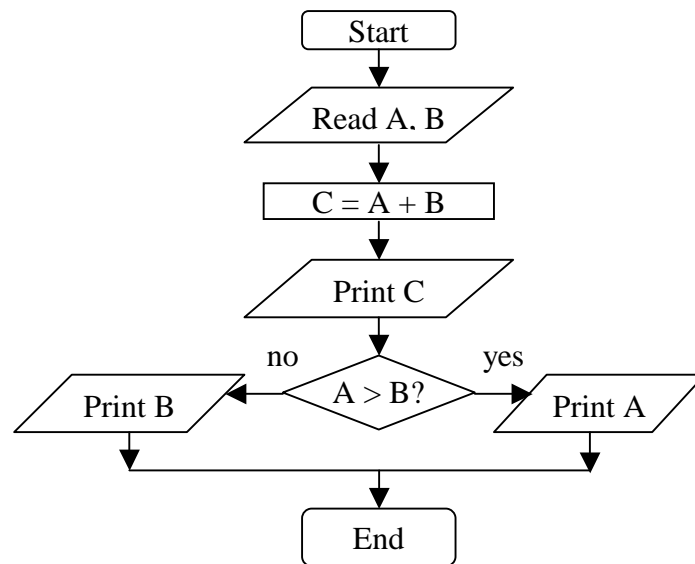 Start
Read A, B
C = A + B
Print C
no
yes
A > B?
Print B
Print A
End